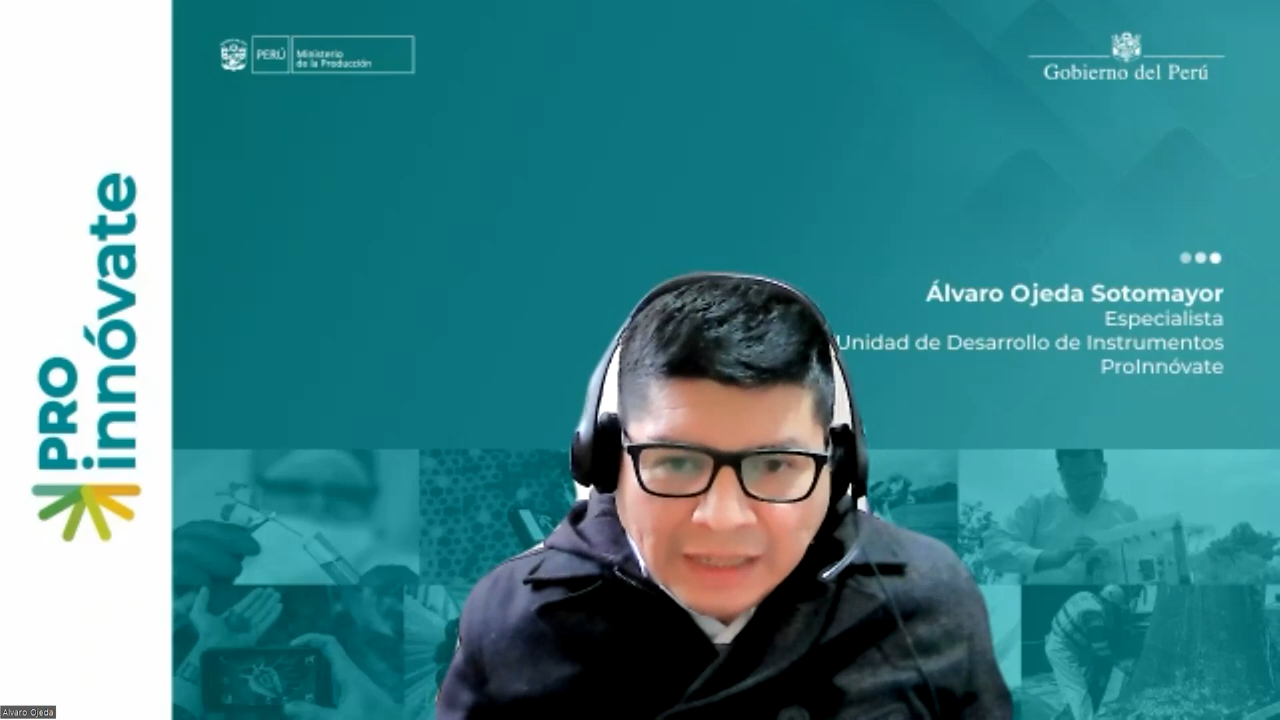 PERÚ
Ministerio
de la Producción
Gobierno del Perú
PRO
innóvate
Álvaro Ojeda Sotomayor
Especialista
Unidad de Desarrollo de Instrumentos
ProInnóvate
Alvaro Ojeda